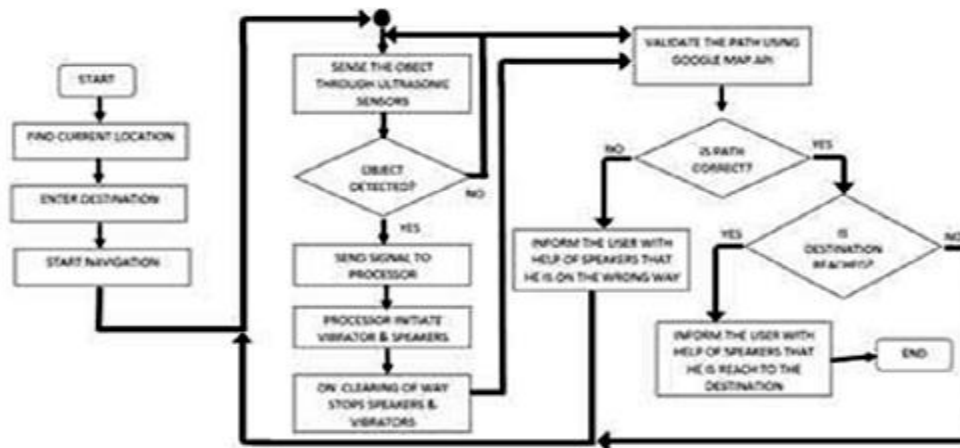 START
FIND CURRENT LOCATION
ENTER DESTINATION
START NAVIGATION
SENSE THE OBECT
THROUGH ULTRASONIC
SENSORS
OBJECT
DETECTED?
NO
YES
SEND SIGNAL TO
PROCESSOR
PROCESSOR INITIATE
VIBRATOR & SPEAKERS
ON CLEARING OF WAY
STOPS SPEAKERS &
VIBRATORS
VALIDATE THE PATH USING
GOOGLE MAP API
IS PATH
CORRECT?
NO
YES
INFORM THE USER WITH
HELP OF SPEAKERS THAT
HE IS ON THE WRONG WAY
IS
DESTINATION
YES
NO
INFORM THE USER WITH
HELP OF SPEAKERS THAT
HE IS REACH TO THE
DESTINATION
END